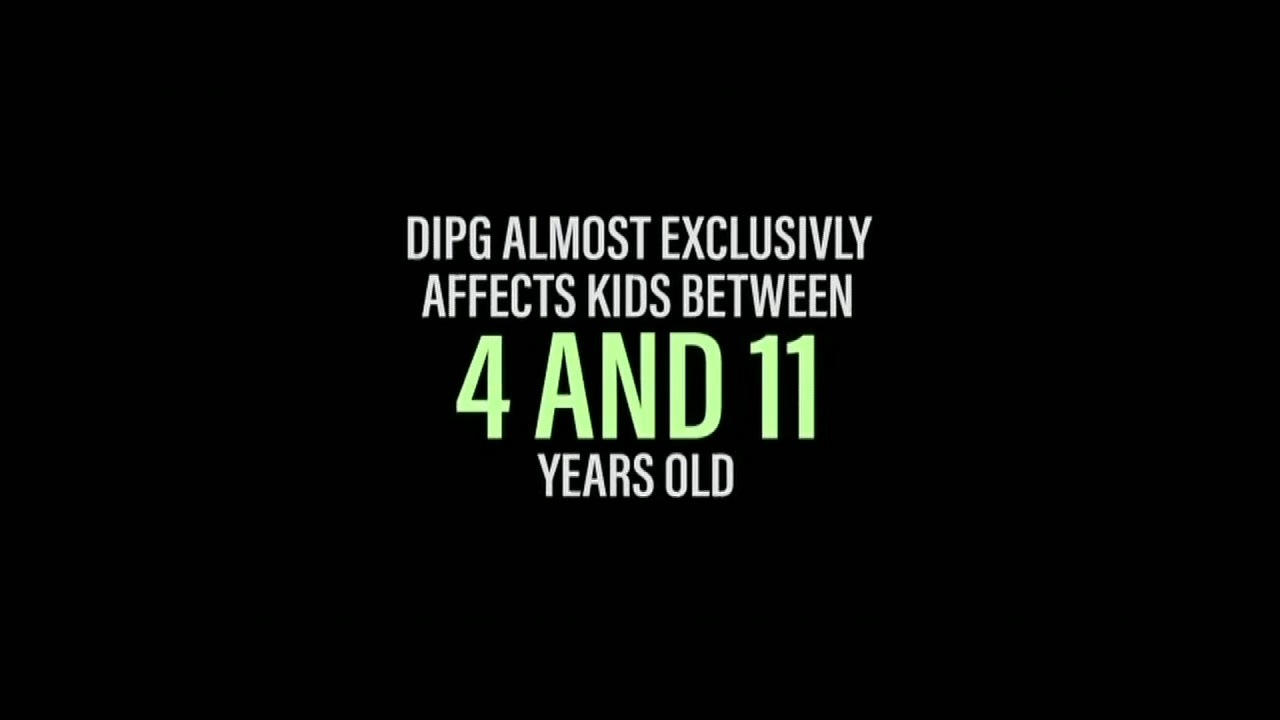 DIPG ALMOST EXCLUSIVLY
AFFECTS KIDS BETWEEN
4 AND 11
YEARS OLD